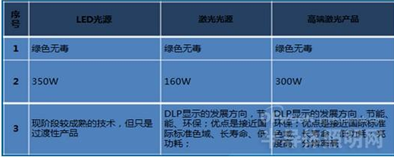 序号
LED光源
激光光源
高端激光产品
1
绿色无毒
绿色无毒
绿色无毒
2
350W
160W
300W
3
现阶段较成熟的技术，但只是
过渡性产品
DLP显示的发展方向，节
能、环保；优点是接近国
际标准色域、长寿命、低
功耗；
DLP显示的发展方向，节能、
环保；优点是接近国际标准